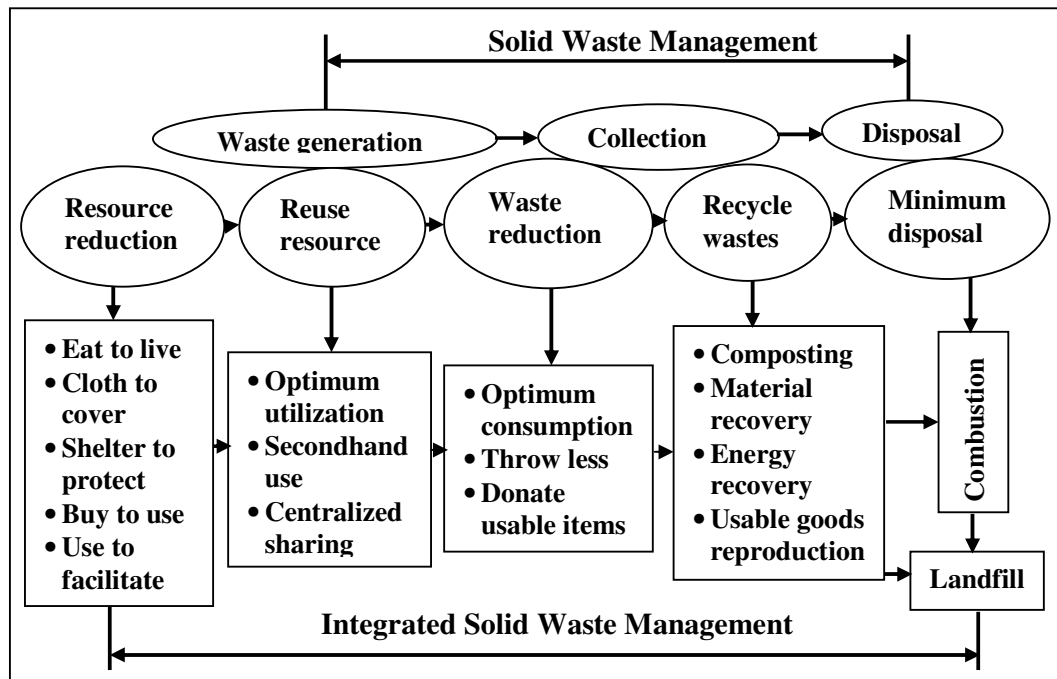 Solid Waste Management
Waste generation
Collection
Disposal
Resource
reduction
Reuse
resource
Waste
reduction
Recycle
wastes
Minimum
disposal
• Eat to live
• Cloth to
cover
• Shelter to
protect
• Buy to use
• Use to
facilitate
• Optimum
utilization
• Secondhand
use
• Centralized
sharing
• Optimum
consumption
• Throw less
• Donate
usable items
• Composting
• Material
recovery
• Energy
recovery
• Usable goods
reproduction
Combustion
Landfill
Integrated Solid Waste Management